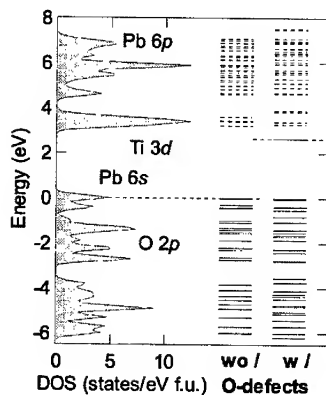 8
Pb 6p
6
4
Ti 3d
2
Pb 6s
0
O 2p
-2
-4
-6
Energy (eV)
0 5 10 wo / w /
DOS (states/eV f.u.) O-defects